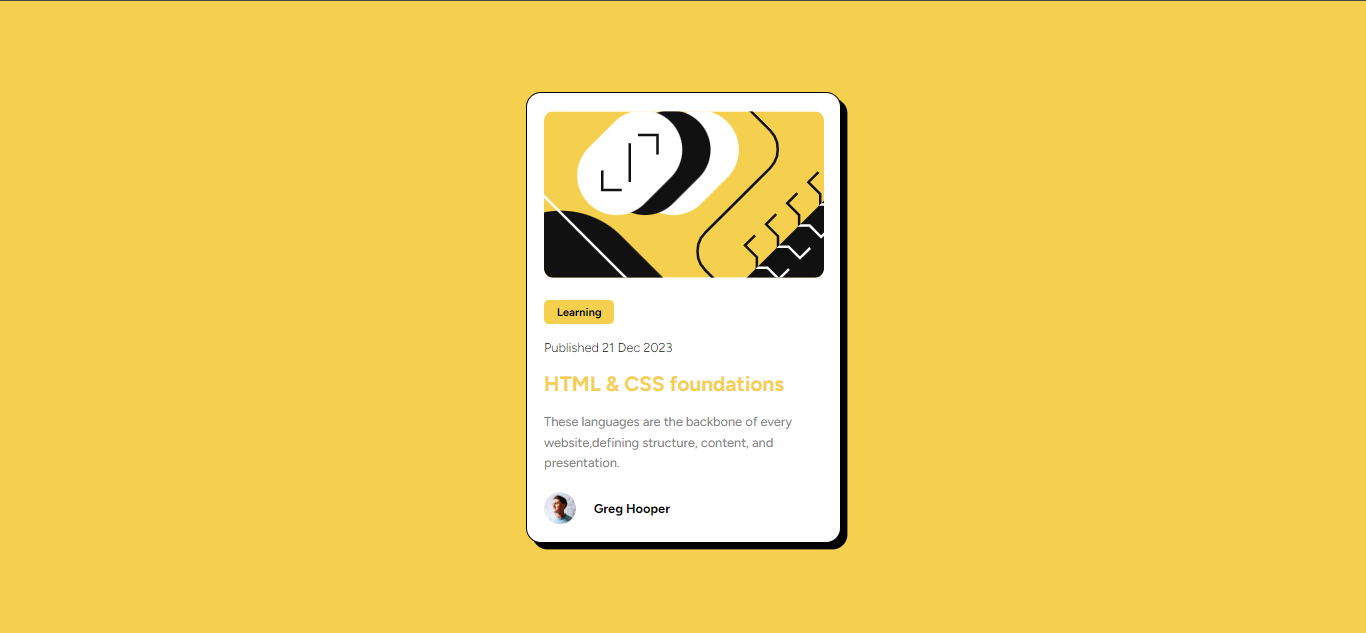 Learning
Published 21 Dec 2023
HTML & CSS foundations
These languages are the backbone of every
website,defining structure, content, and
presentation.
Greg Hooper